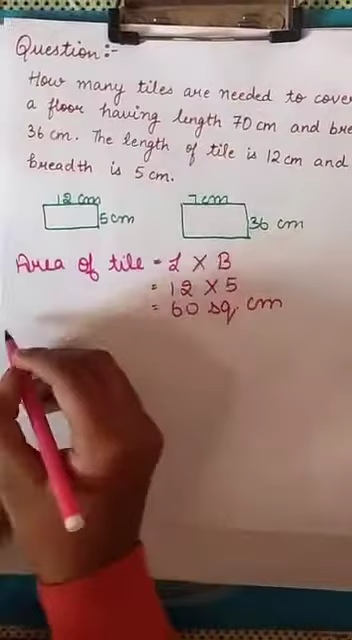 Question:-
How many tiles are needed to cover
a floor having length 70 cm and bre
36 cm. The length of tile is 12 cm and
breadth is 5 cm.
12 cm 7 cm
5 cm 36 cm
Area of tile = L X B
= 12 X 5
= 60 sq. cm